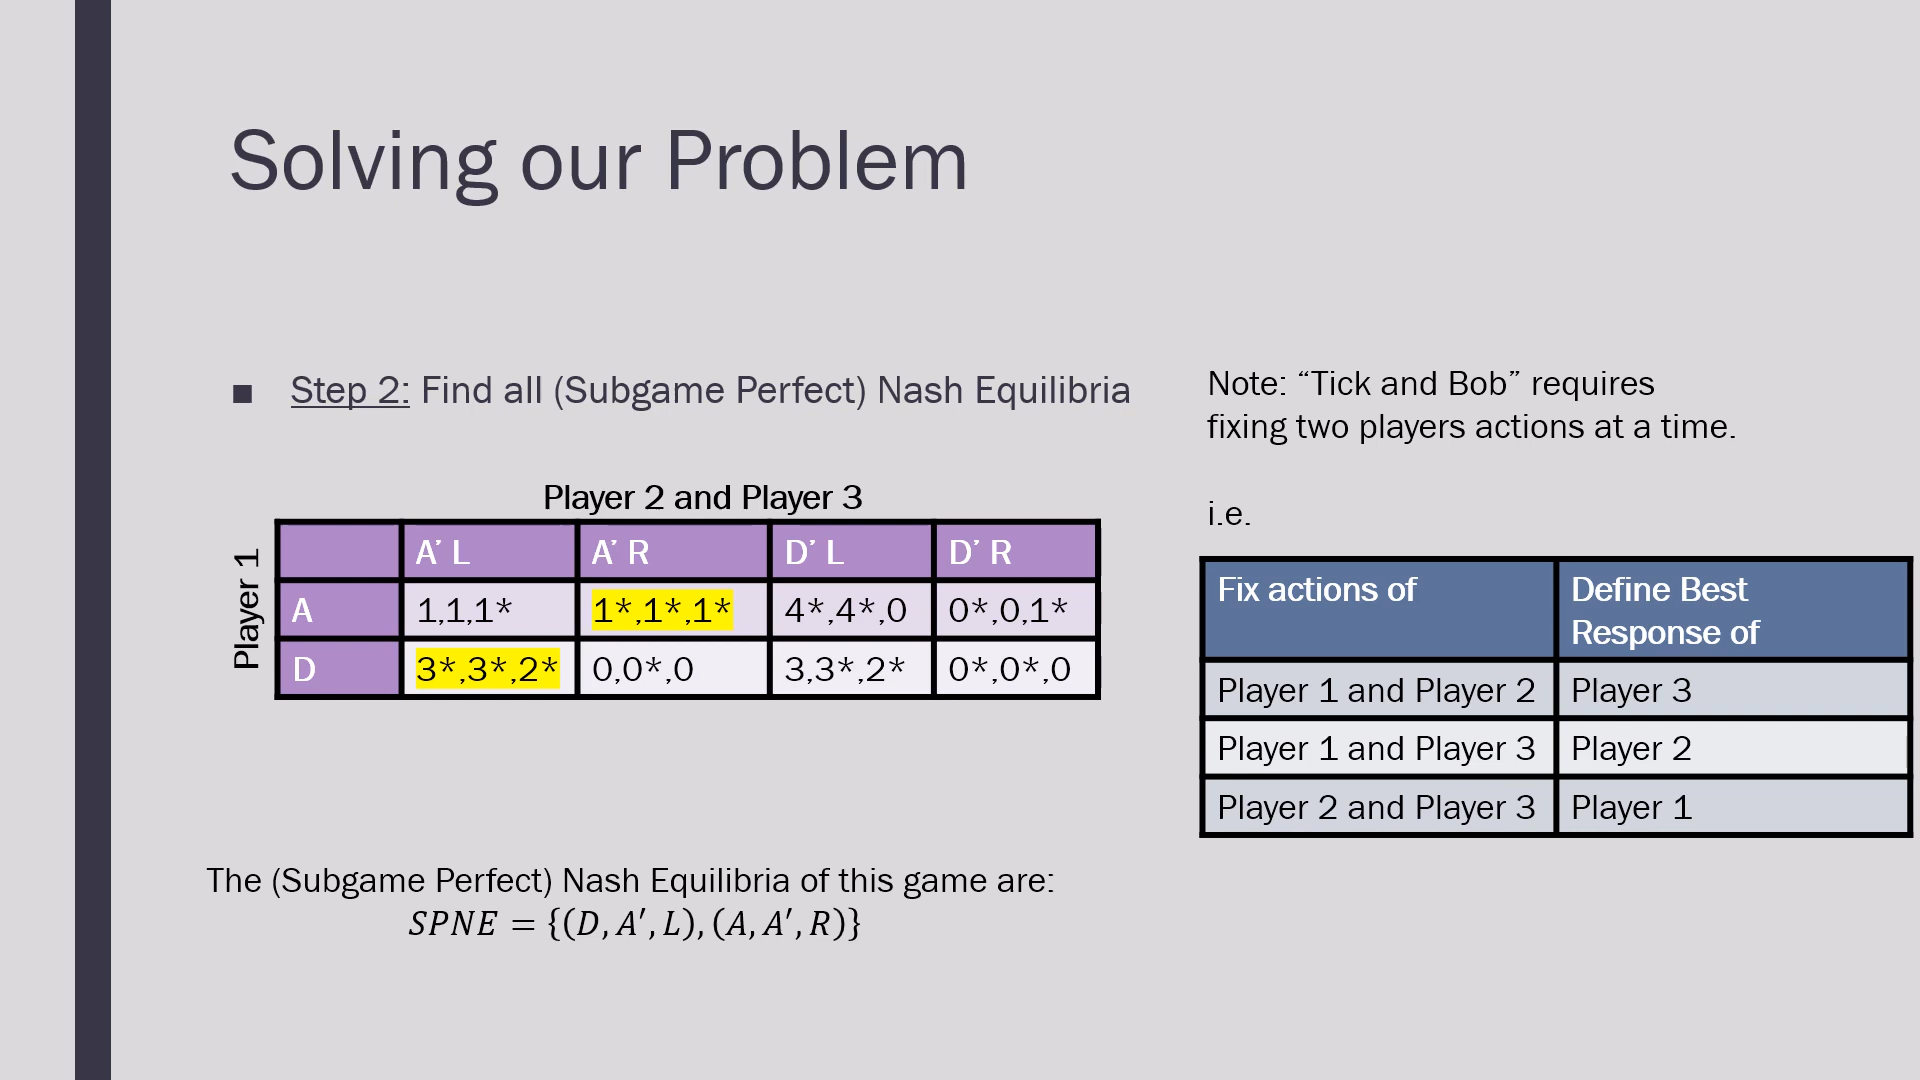 Solving our Problem
■ Step 2: Find all (Subgame Perfect) Nash Equilibria
Player 2 and Player 3
Player 1
A’ L A’ R D’ L D’ R
A 1,1,1* 1*,1*,1* 4*,4*,0 0*,0,1*
D 3*,3*,2* 0,0*,0 3,3*,2* 0*,0*,0
The (Subgame Perfect) Nash Equilibria of this game are:
𝑆𝑃𝑁𝐸 = {(𝐷, 𝐴′, 𝐿), (𝐴, 𝐴′, 𝑅)}
Note: “Tick and Bob” requires
fixing two players actions at a time.
i.e.
Fix actions of Define Best
Response of
Player 1 and Player 2 Player 3
Player 1 and Player 3 Player 2
Player 2 and Player 3 Player 1